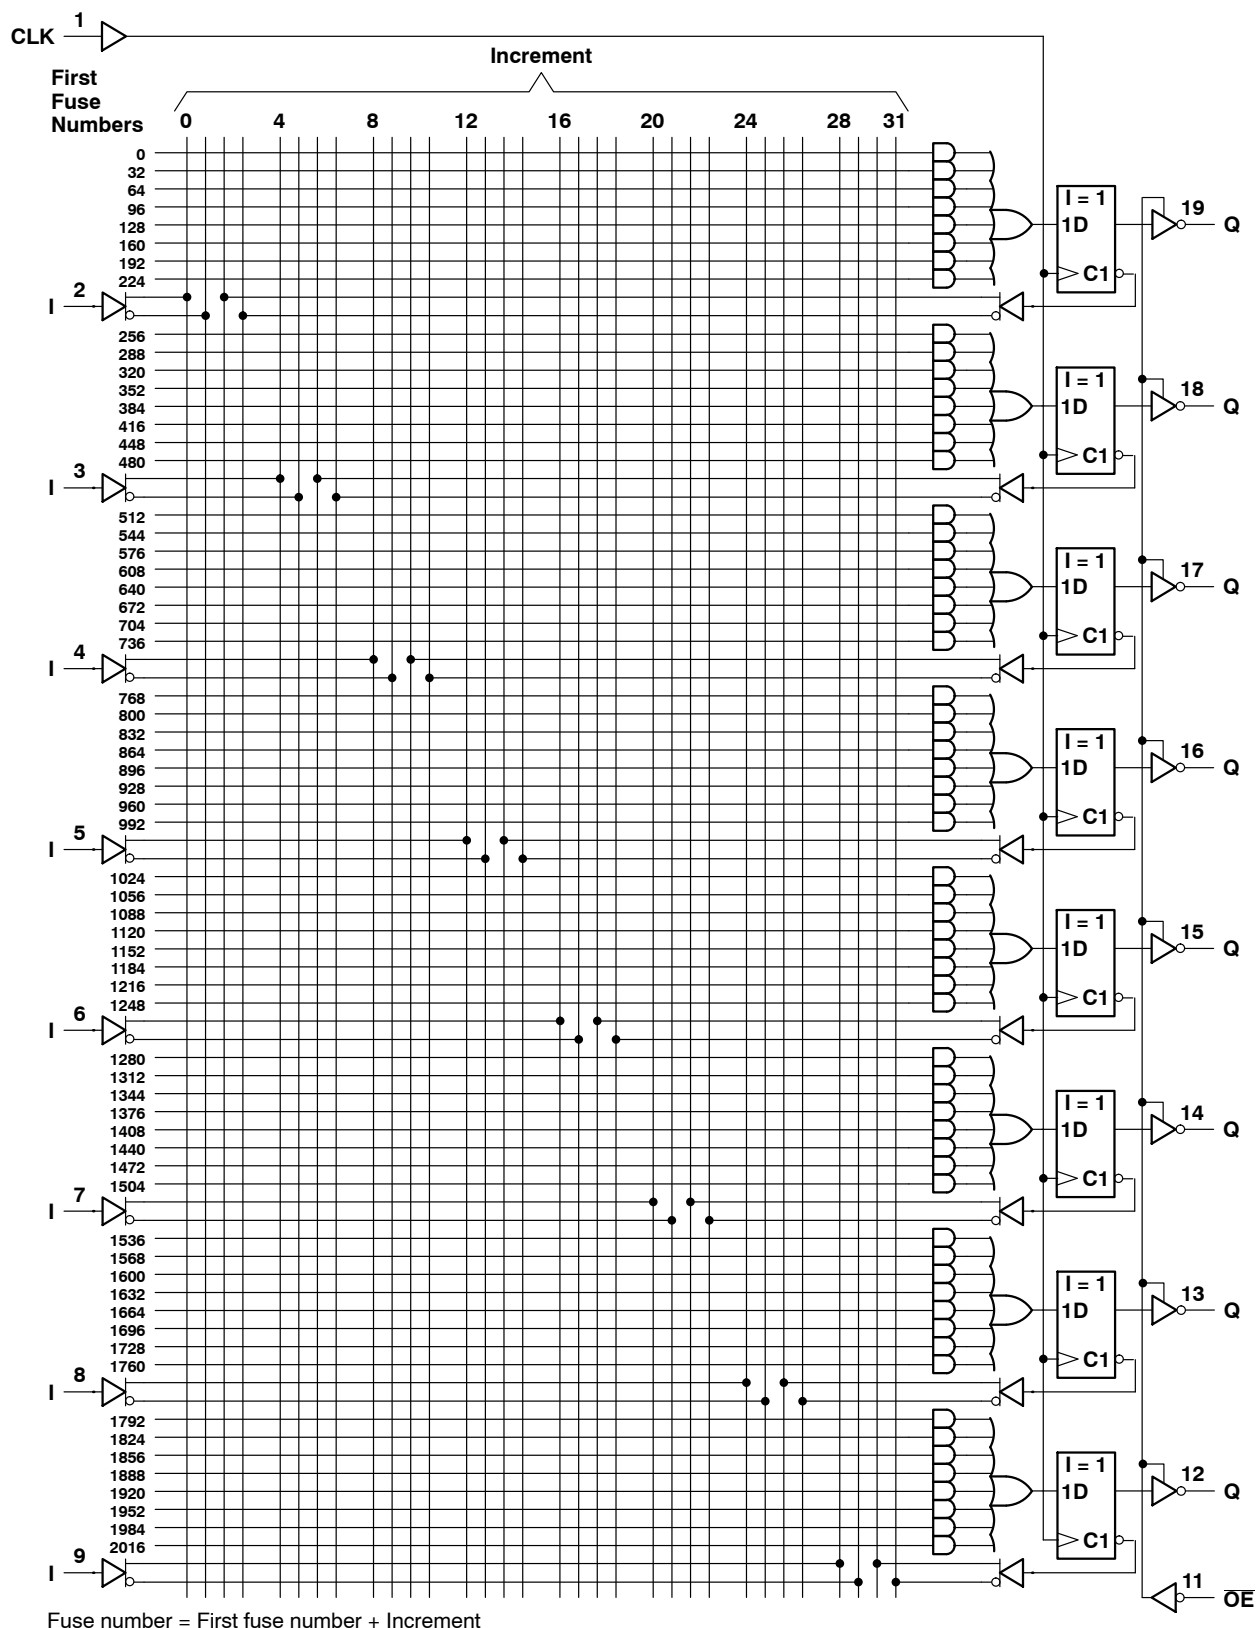 1
CLK
Increment
First
Fuse
Numbers
0 4 8 12 16 20 24 28 31
0
32
64
96
128
160
192
224
I = 1
1D
C1
19
Q
I 2
256
288
320
352
384
416
448
480
I = 1
1D
C1
18
Q
I 3
512
544
576
608
640
672
704
736
I = 1
1D
C1
17
Q
I 4
768
800
832
864
896
928
960
992
I = 1
1D
C1
16
Q
I 5
1024
1056
1088
1120
1152
1184
1216
1248
I = 1
1D
C1
15
Q
I 6
1280
1312
1344
1376
1408
1440
1472
1504
I = 1
1D
C1
14
Q
I 7
1536
1568
1600
1632
1664
1696
1728
1760
I = 1
1D
C1
13
Q
I 8
1792
1824
1856
1888
1920
1952
1984
2016
I = 1
1D
C1
12
Q
I 9
11
OE
Fuse number = First fuse number + Increment